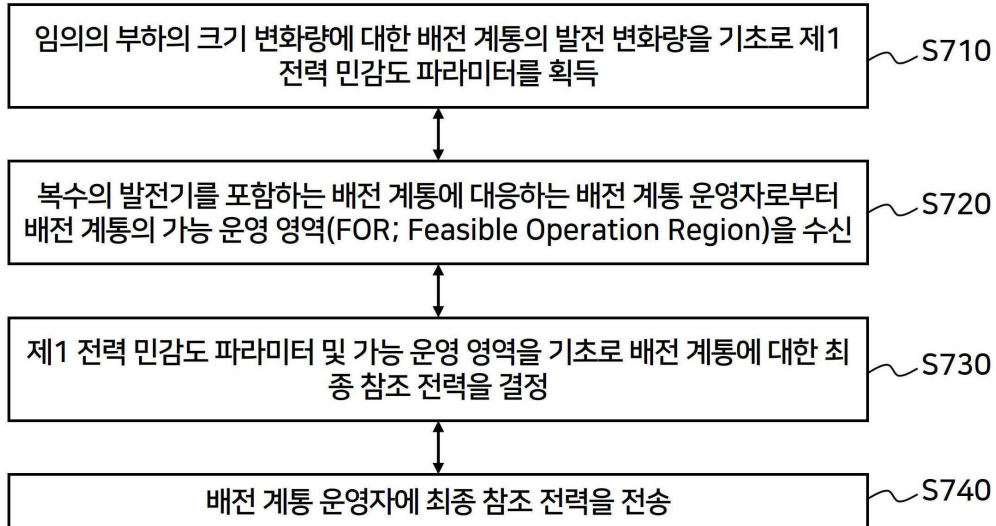 임의의 부하의 크기 변화량에 대한 배전 계통의 발전 변화량을 기초로 제1
전력 민감도 파라미터를 획득
S710
복수의 발전기를 포함하는 배전 계통에 대응하는 배전 계통 운영자로부터
배전 계통의 가능 운영 영역(FOR; Feasible Operation Region)을 수신
S720
제1 전력 민감도 파라미터 및 가능 운영 영역을 기초로 배전 계통에 대한 최
종 참조 전력을 결정
S730
배전 계통 운영자에 최종 참조 전력을 전송
S740